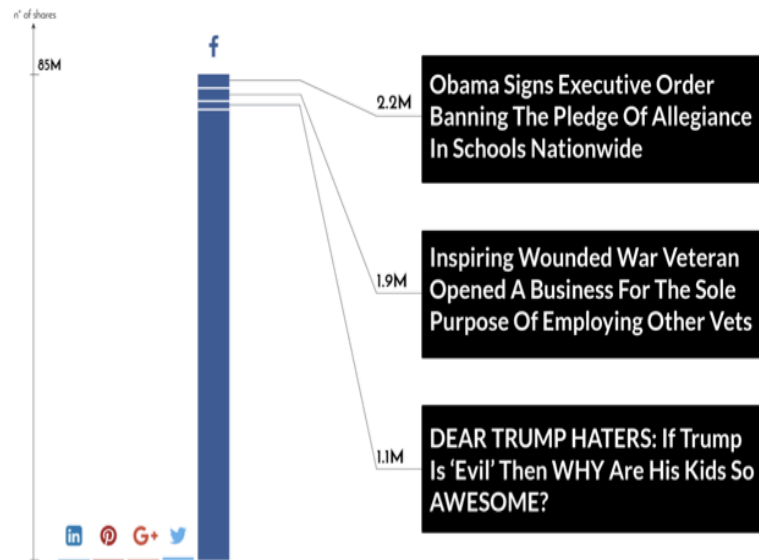 n° of shares
85M
2.2M
Obama Signs Executive Order
Banning The Pledge Of Allegiance
In Schools Nationwide
1.9M
Inspiring Wounded War Veteran
Opened A Business For The Sole
Purpose Of Employing Other Vets
1.1M
DEAR TRUMP HATERS: If Trump
Is ‘Evil’ Then WHY Are His Kids So
AWESOME?
f
in
G+